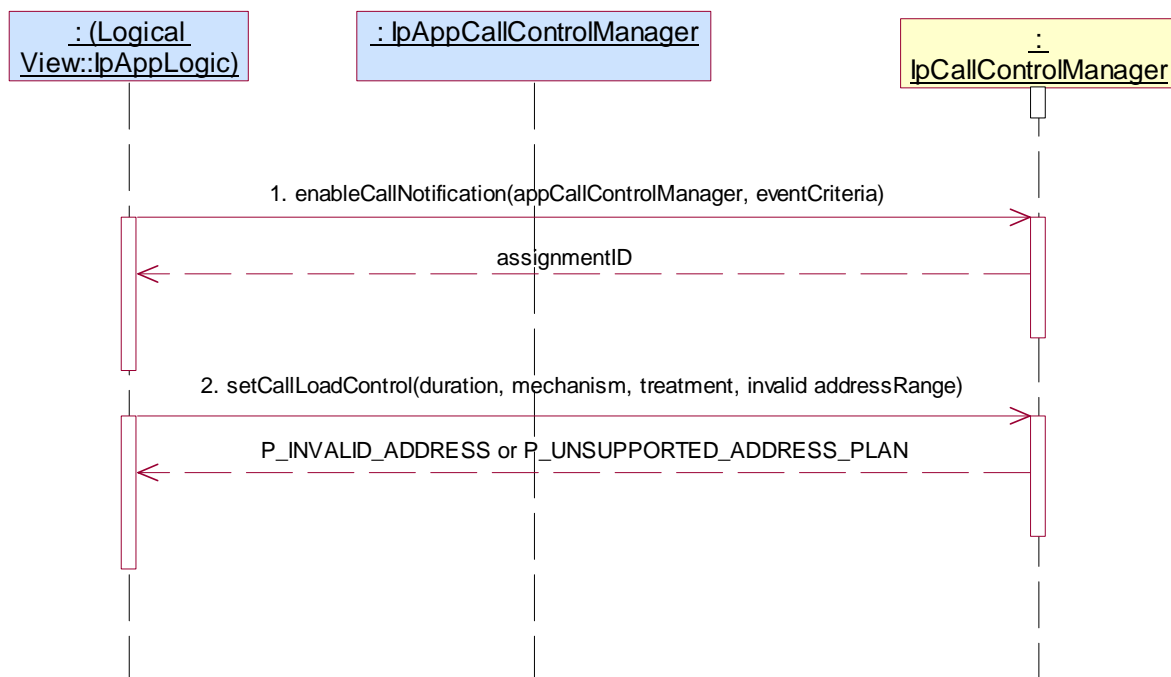 : (Logical
View::IpAppLogic)
: IpAppCallControlManager
:
IpCallControlManager
1. enableCallNotification(appCallControlManager, eventCriteria)
assignmentID
2. setCallLoadControl(duration, mechanism, treatment, invalid addressRange)
P_INVALID_ADDRESS or P_UNSUPPORTED_ADDRESS_PLAN